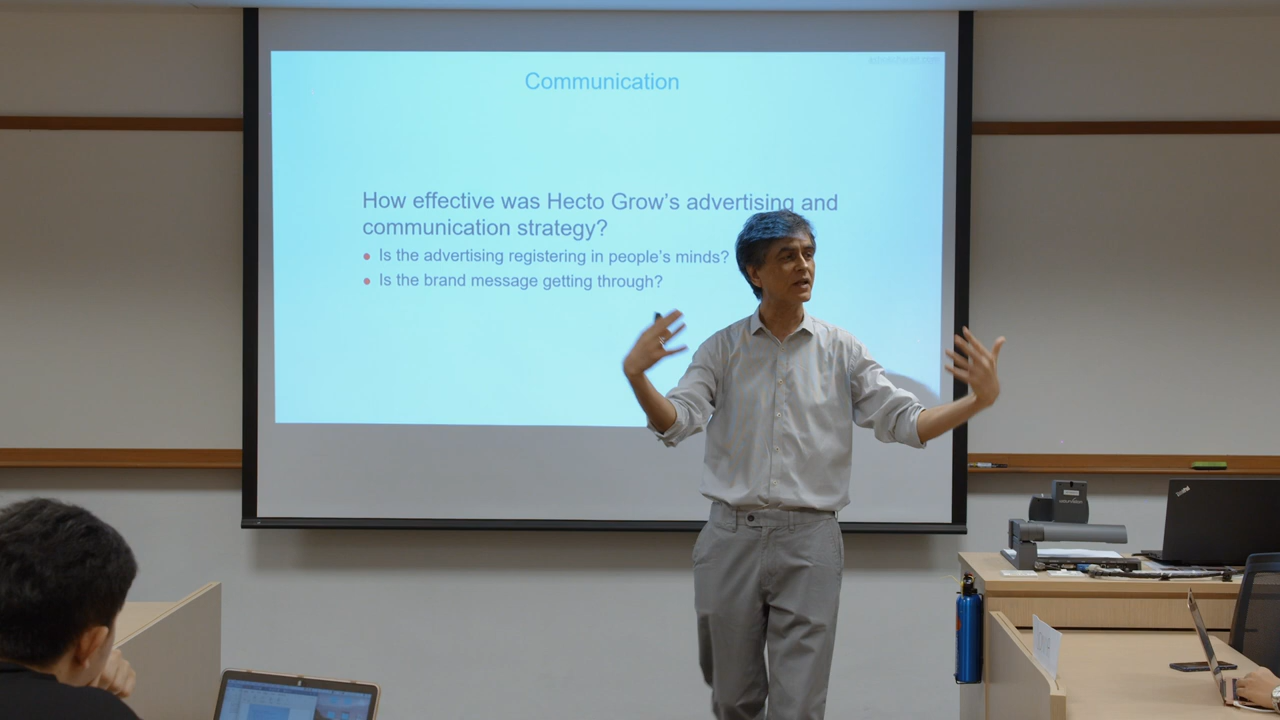 Communication
How effective was Hecto Grow's advertising and
communication strategy?
● Is the advertising registering in people's minds?
● Is the brand message getting through?
ThinkPad